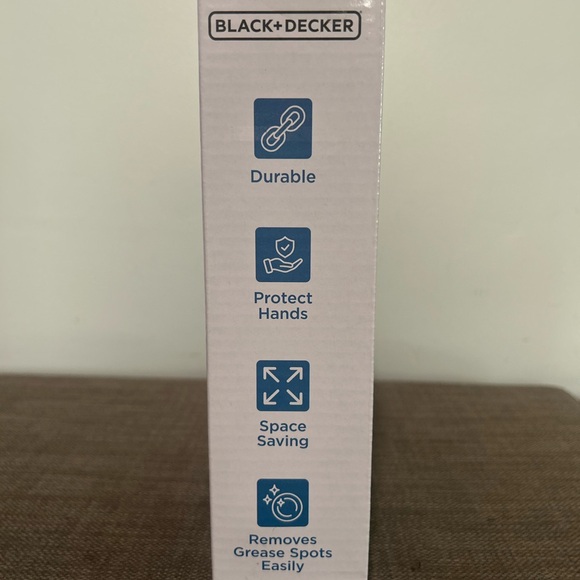 BLACK+DECKER
Durable
Protect
Hands
Space
Saving
Removes
Grease Spots
Easily